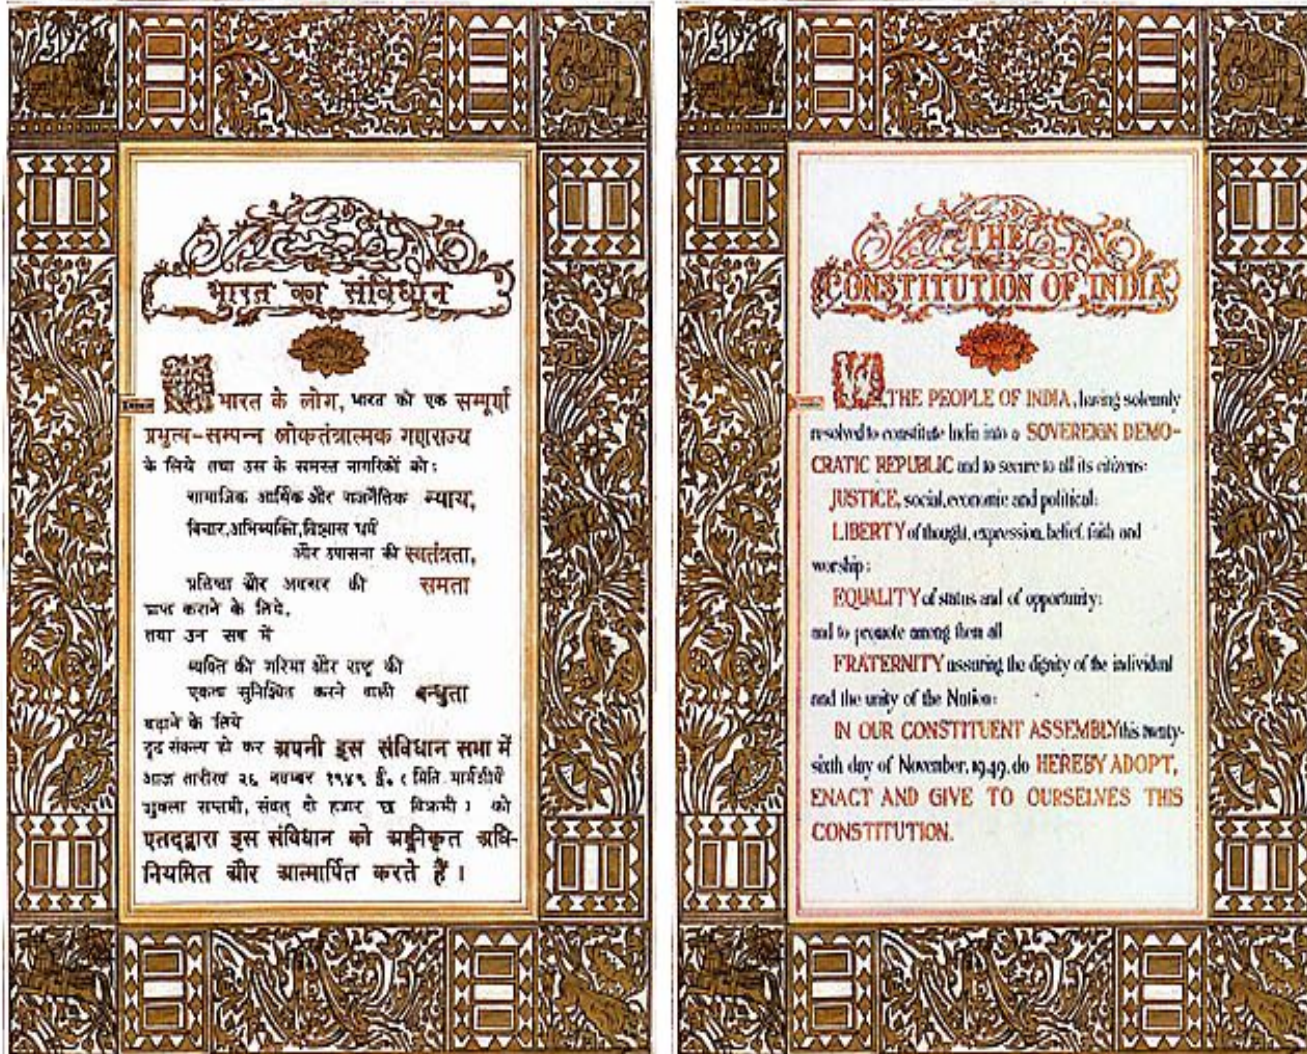 भारत का संविधान
भारत के लोग, भारत को एक सम्पूर्ण
प्रभुत्व-सम्पन्न लोकतंत्रात्मक गणराज्य
के लिये तथा उस के समस्त नागरिकों को:
सामाजिक आर्थिक और राजनैतिक न्याय,
विचार, अभिव्यक्ति, विश्वास धर्म
और उपासना की स्वतंत्रता,
प्रतिष्ठा और अवसर की समता
प्राप्त कराने के लिये,
तथा उन सब में
व्यक्ति की गरिमा और राष्ट्र की
एकता सुनिश्चित करने वाली बन्धुता
बढ़ाने के लिये
दृढ़ संकल्प हो कर अपनी इस संविधान सभा में
आज तारीख २६ नवम्बर १९४९ ई. ( मिति मार्गशीर्ष
शुक्ला सप्तमी, संवत् दो हज़ार छ विक्रमी ) को
एतद्द्वारा इस संविधान को अङ्गीकृत अधि-
नियमित और आत्मार्पित करते हैं ।
THE
CONSTITUTION OF INDIA
WE, THE PEOPLE OF INDIA, having solemnly
resolved to constitute India into a SOVEREIGN DEMO-
CRATIC REPUBLIC and to secure to all its citizens:
JUSTICE, social, economic and political;
LIBERTY of thought, expression, belief, faith and
worship;
EQUALITY of status and of opportunity;
and to promote among them all
FRATERNITY assuring the dignity of the individual
and the unity of the Nation;
IN OUR CONSTITUENT ASSEMBLY this twenty-
sixth day of November, 1949, do HEREBY ADOPT,
ENACT AND GIVE TO OURSELVES THIS
CONSTITUTION.